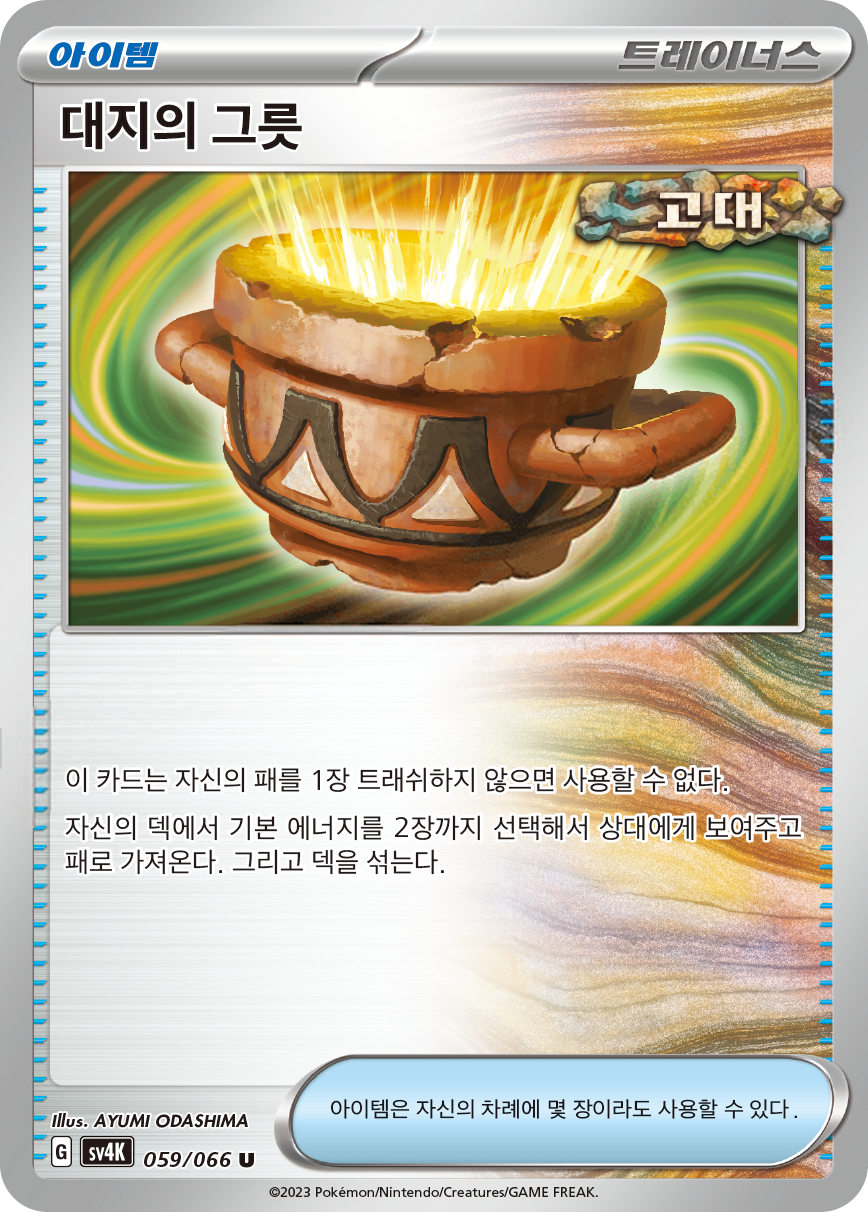 아이템
트레이너스
대지의 그릇
고대
이 카드는 자신의 패를 1장 트래쉬하지 않으면 사용할 수 없다.
자신의 덱에서 기본 에너지를 2장까지 선택해서 상대에게 보여주고
패로 가져온다. 그리고 덱을 섞는다.
아이템은 자신의 차례에 몇 장이라도 사용할 수 있다.
Illus. AYUMI ODASHIMA
G SV4K 059/066 U
©2023 Pokémon/Nintendo/Creatures/GAME FREAK.